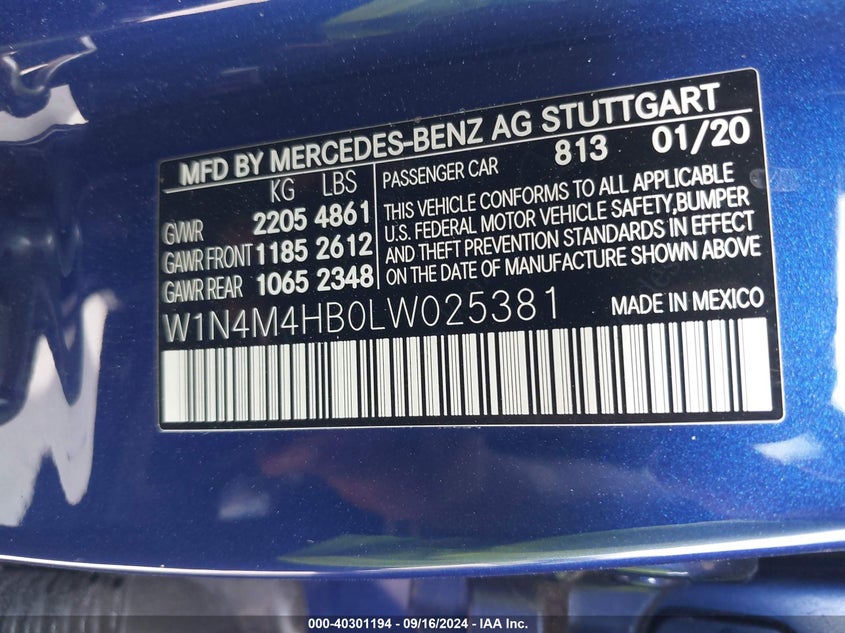 MFD BY MERCEDES-BENZ AG STUTTGART
KG LBS
GVWR 2205 4861
GAWR FRONT 1185 2612
GAWR REAR 1065 2348
813 01/20
PASSENGER CAR
THIS VEHICLE CONFORMS TO ALL APPLICABLE
U.S. FEDERAL MOTOR VEHICLE SAFETY,BUMPER
AND THEFT PREVENTION STANDARDS IN EFFECT
ON THE DATE OF MANUFACTURE SHOWN ABOVE
W1N4M4HB0LW025381
MADE IN MEXICO
000-40301194 - 09/16/2024 - IAA Inc.